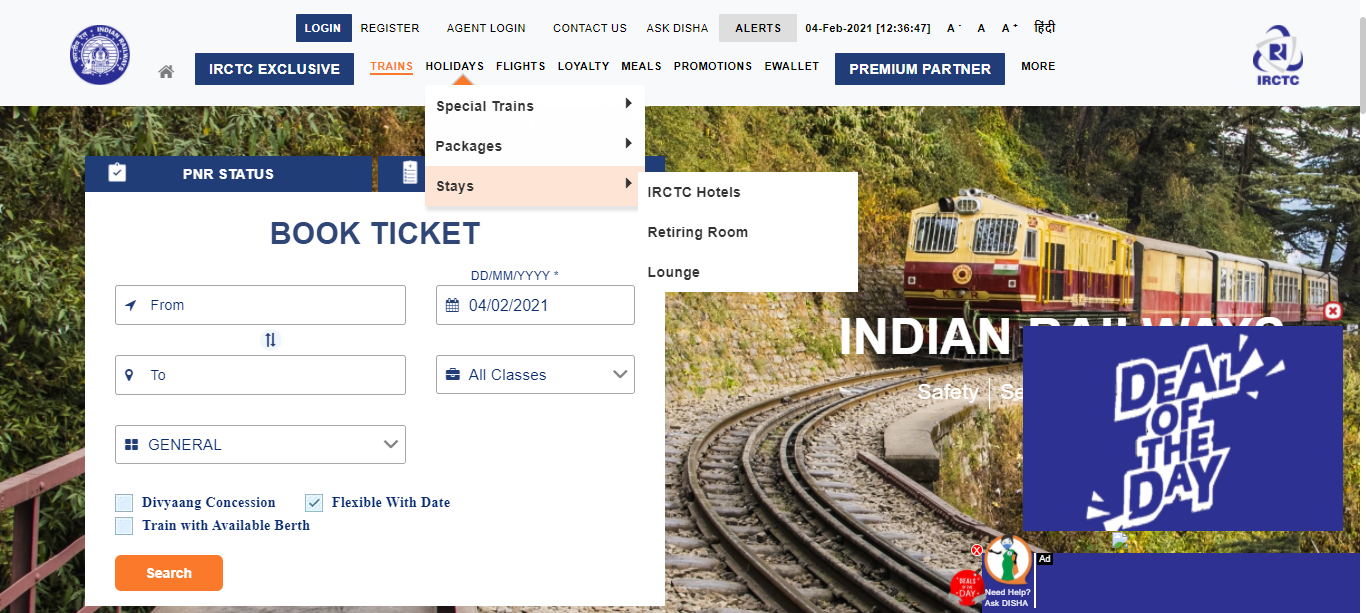 LOGIN REGISTER AGENT LOGIN CONTACT US ASK DISHA ALERTS 04-Feb-2021 [12:36:47] A - A A + हिंदी
INDIAN RAILWAYS
IRCTC EXCLUSIVE TRAINS HOLIDAYS FLIGHTS LOYALTY MEALS PROMOTIONS EWALLET PREMIUM PARTNER MORE
IRCTC
Special Trains
Packages
Stays
IRCTC Hotels
Retiring Room
Lounge
PNR STATUS
BOOK TICKET
DD/MM/YYYY *
From
04/02/2021
To
All Classes
GENERAL
Divyaang Concession
Flexible With Date
Train with Available Berth
Search
INDIAN
Safety
DEAL
OF
THE
DAY
DEALS
OF THE
DAY
Need Help?
Ask DISHA
Ad